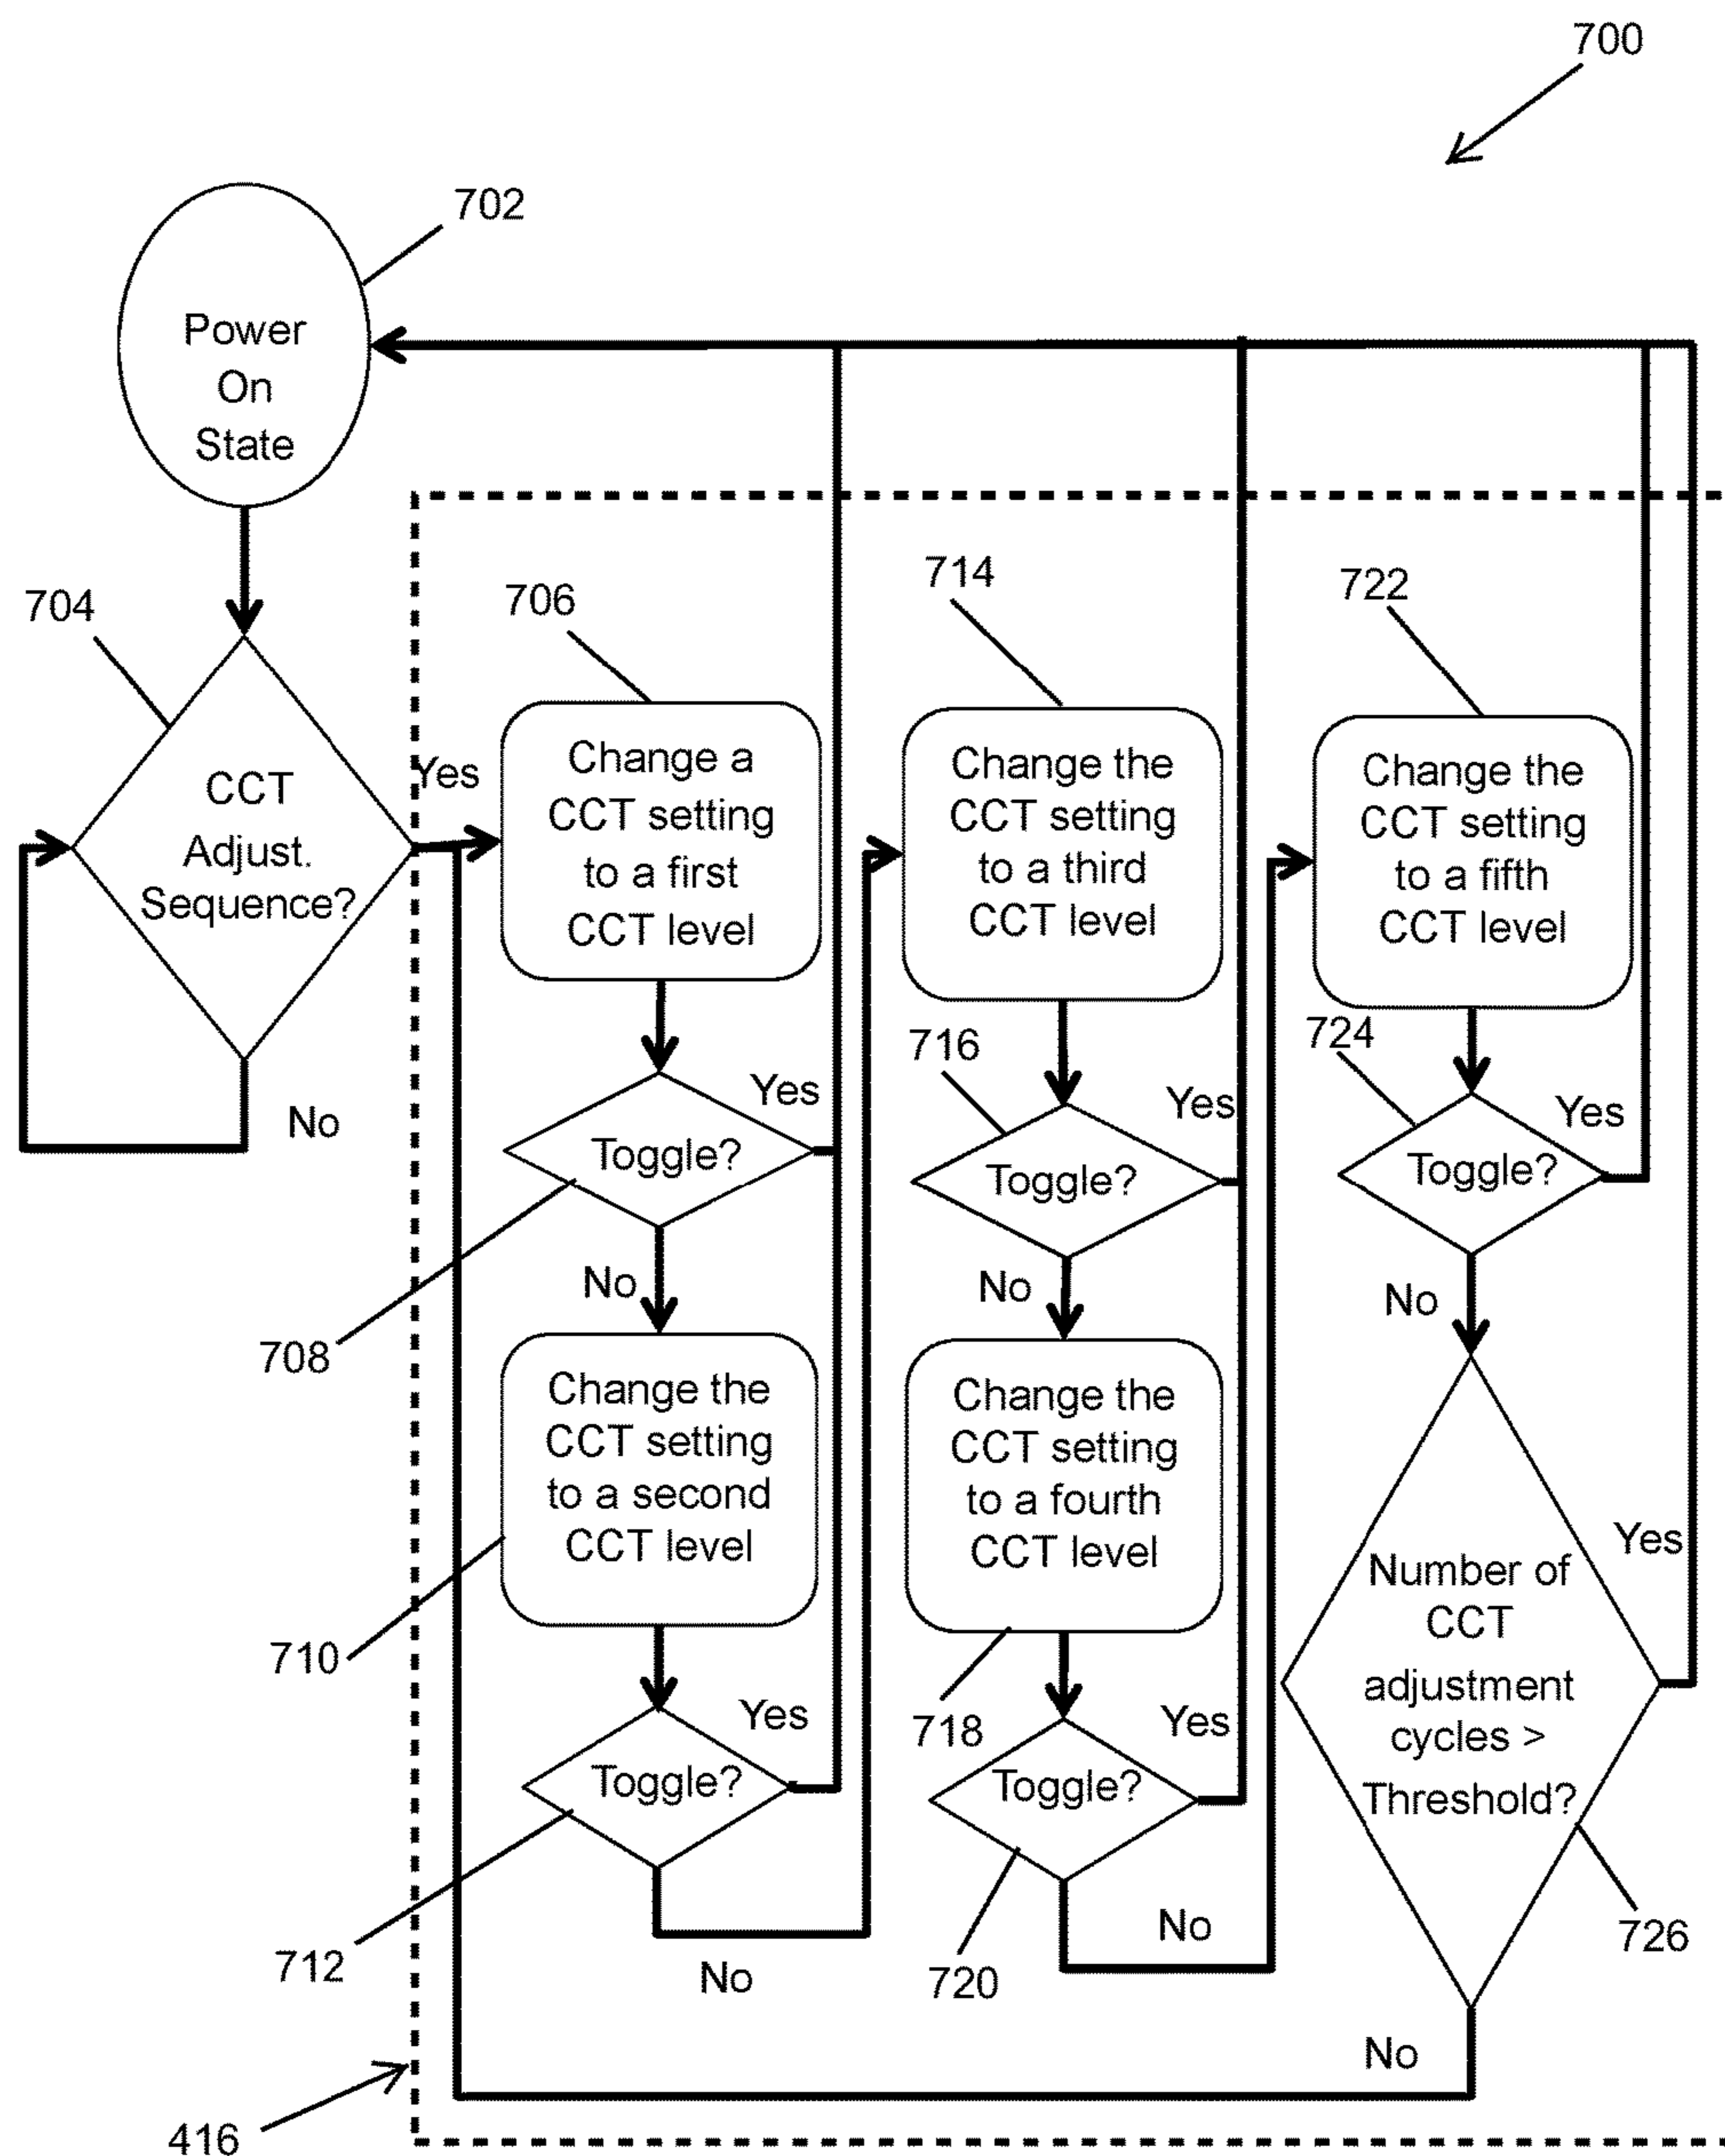 700
702
Power
On
State
704
CCT
Adjust.
Sequence?
Yes
No
706
Change a
CCT setting
to a first
CCT level
Toggle?
Yes
No
708
Change the
CCT setting
to a second
CCT level
710
Toggle?
Yes
No
712
714
Change the
CCT setting
to a third
CCT level
716
Toggle?
Yes
No
Change the
CCT setting
to a fourth
CCT level
718
Toggle?
Yes
No
720
722
Change the
CCT setting
to a fifth
CCT level
724
Toggle?
Yes
No
Number of
CCT
adjustment
cycles >
Threshold?
Yes
No
726
416